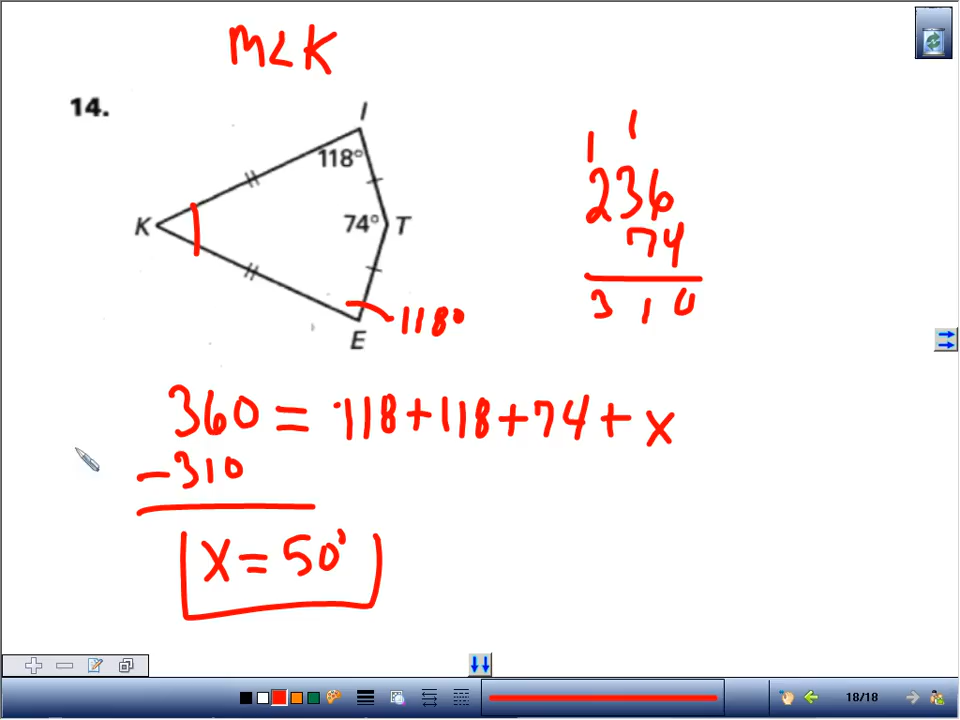 M<K
14.
I
118°
K
74° T
E
118°
1 1
236
74
310
360 = 118+118+74+x
-310
X = 50°
18/18